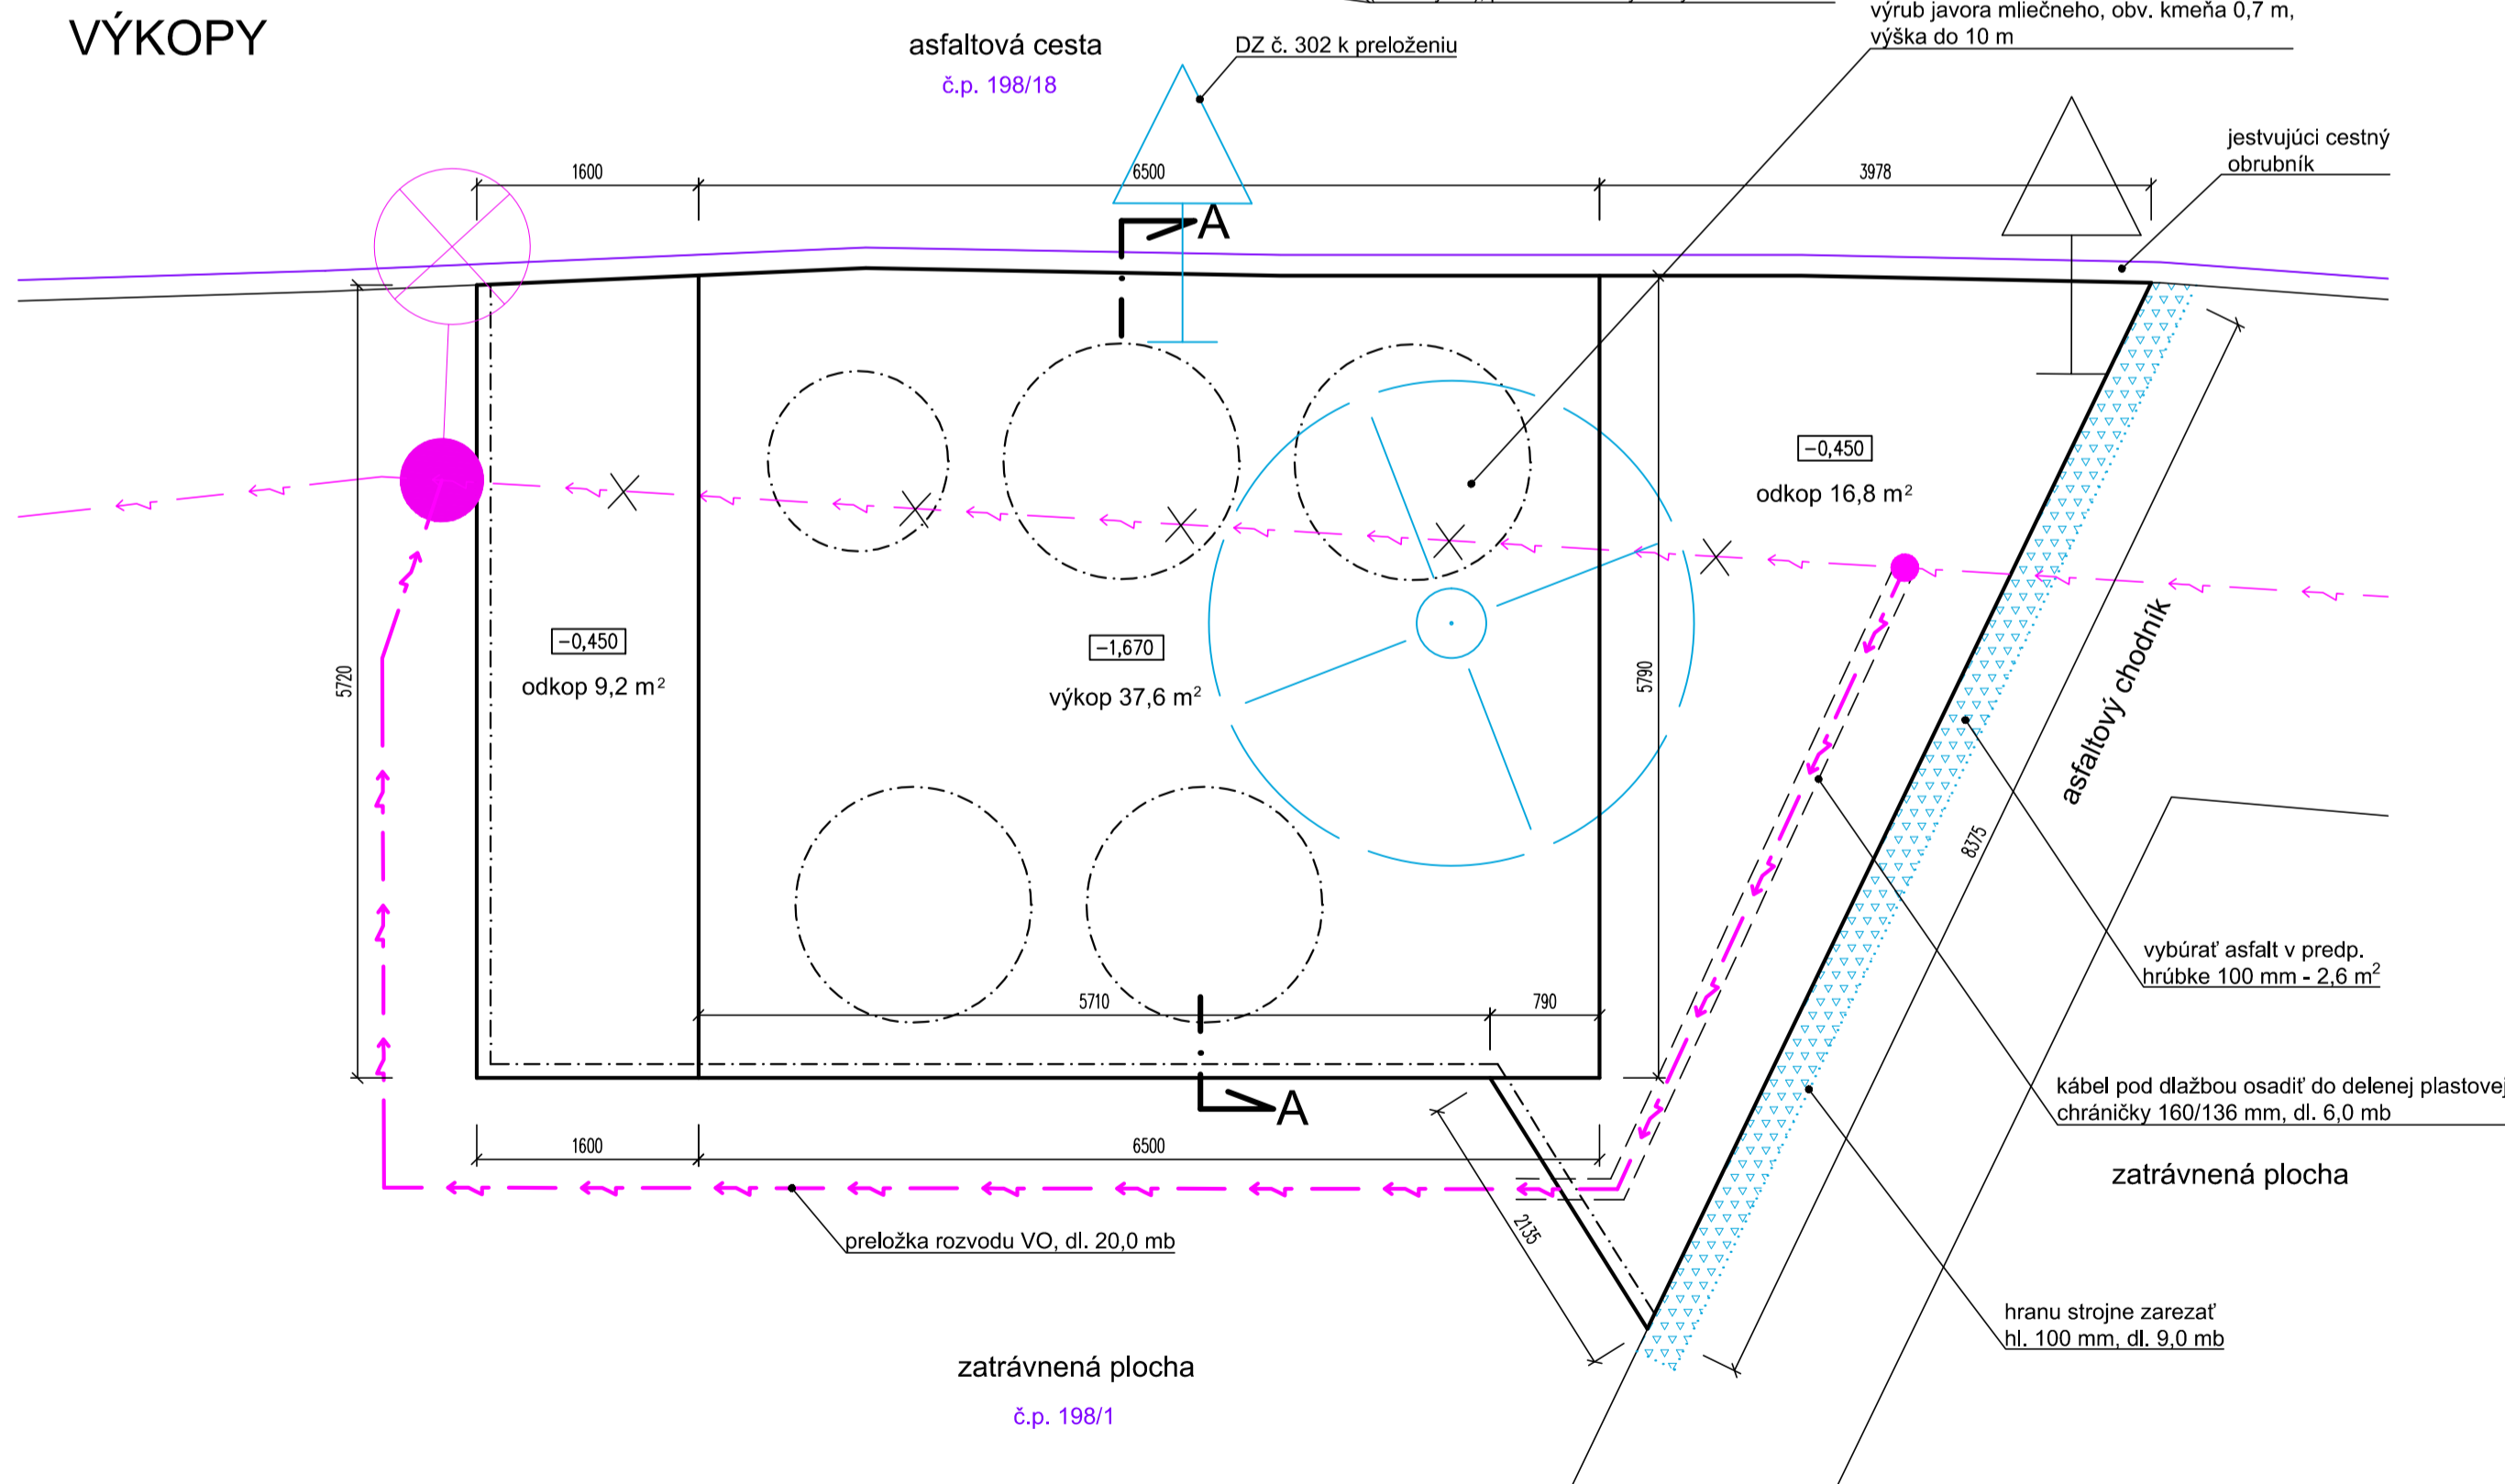 VÝKOPY
asfaltová cesta
č.p. 198/18
DZ č. 302 k preloženiu
výrub javora mliečneho, obv. kmeňa 0,7 m,
výška do 10 m
jestvujúci cestný
obrubník
1600
6500
3978
A
-0,450
odkop 16,8 m²
-0,450
odkop 9,2 m²
-1,670
výkop 37,6 m²
5720
5790
asfaltový chodník
8375
vybúrať asfalt v predp.
hrúbke 100 mm - 2,6 m²
5710
790
kábel pod dlažbou osadiť do delenej plastovej
chráničky 160/136 mm, dl. 6,0 mb
A
1600
6500
2135
zatrávnená plocha
preložka rozvodu VO, dl. 20,0 mb
hranu strojne zarezať
hl. 100 mm, dl. 9,0 mb
zatrávnená plocha
č.p. 198/1